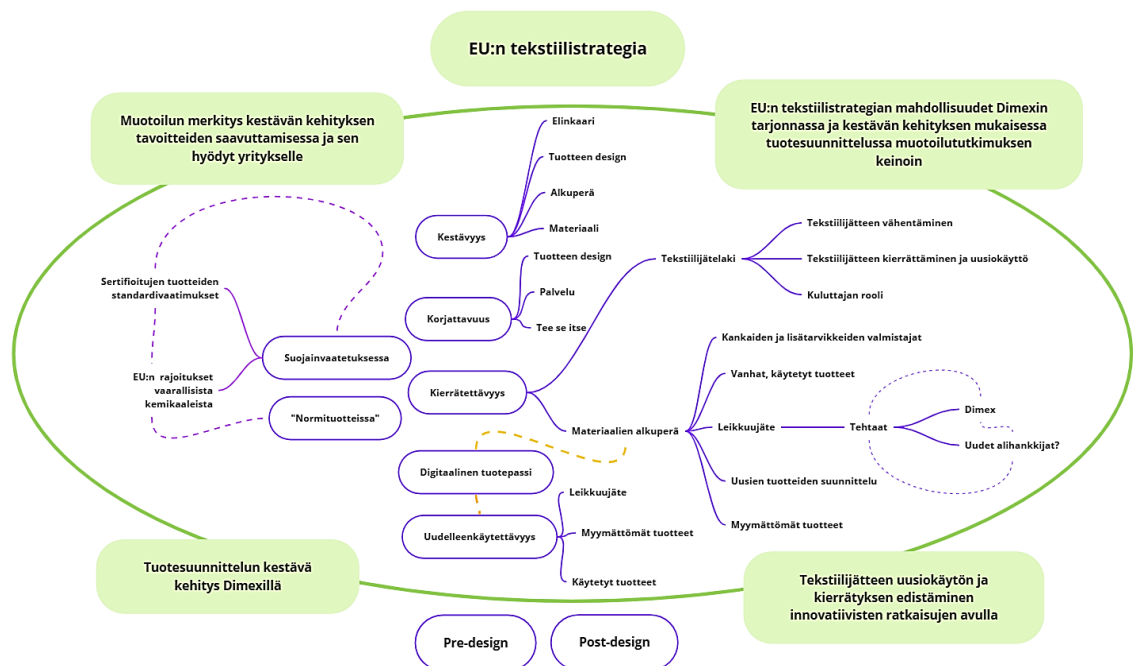 EU:n tekstiilistrategia
Muotoilun merkitys kestävän kehityksen
tavoitteiden saavuttamisessa ja sen
hyödyt yritykselle
EU:n tekstiilistrategian mahdollisuudet Dimexin
tarjonnassa ja kestävän kehityksen mukaisessa
tuotesuunnittelussa muotoilututkimuksen
keinoin
Elinkaari
Tuotteen design
Alkuperä
Materiaali
Kestävyys
Tuotteen design
Palvelu
Tee se itse
Korjattavuus
Sertifioitujen tuotteiden
standardivaatimukset
Suojainvaatetuksessa
EU:n rajoitukset
vaarallisista
kemikaaleista
"Normituotteissa"
Kierrätettävyys
Tekstiilijätelaki
Tekstiilijätteen vähentäminen
Tekstiilijätteen kierrättäminen ja uusiokäyttö
Kuluttajan rooli
Materiaalien alkuperä
Kankaiden ja lisätarvikkeiden valmistajat
Vanhat, käytetyt tuotteet
Leikkuujäte
Tehtaat
Dimex
Uudet alihankkijat?
Uusien tuotteiden suunnittelu
Myymättömät tuotteet
Digitaalinen tuotepassi
Uudelleenkäytettävyys
Leikkuujäte
Myymättömät tuotteet
Käytetyt tuotteet
Tuotesuunnittelun kestävä
kehitys Dimexillä
Tekstiilijätteen uusiokäytön ja
kierrätyksen edistäminen
innovatiivisten ratkaisujen avulla
Pre-design
Post-design